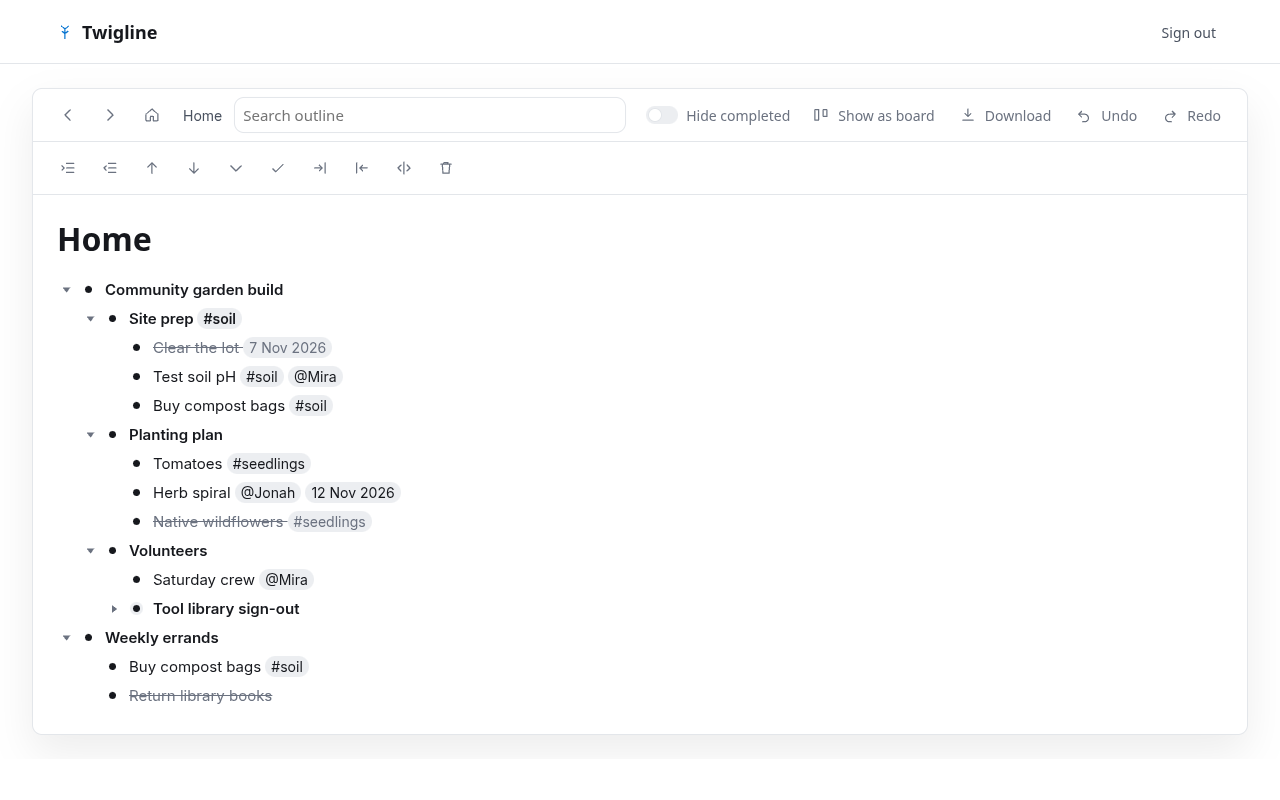 Twigline
Sign out
Home
Search outline
Hide completed
Show as board
Download
Undo
Redo
Home
Community garden build
Site prep #soil
Clear the lot 7 Nov 2026
Test soil pH #soil @Mira
Buy compost bags #soil
Planting plan
Tomatoes #seedlings
Herb spiral @Jonah 12 Nov 2026
Native wildflowers #seedlings
Volunteers
Saturday crew @Mira
Tool library sign-out
Weekly errands
Buy compost bags #soil
Return library books